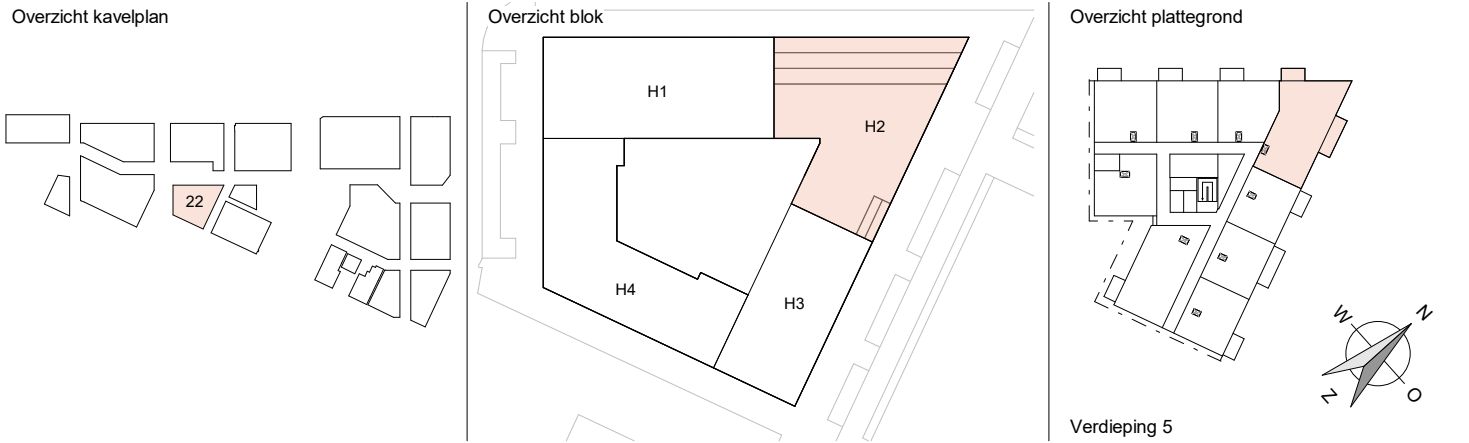 Overzicht kavelplan
22
Overzicht blok
H1
H2
H3
H4
Overzicht plattegrond
N
W
O
Z
Verdieping 5